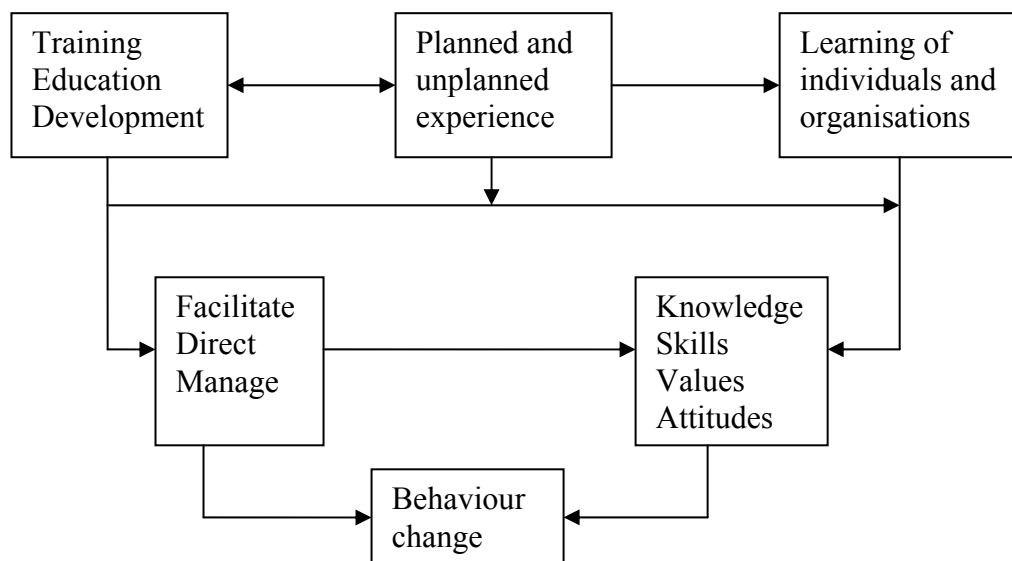 Training
Education
Development
Planned and
unplanned
experience
Learning of
individuals and
organisations
Facilitate
Direct
Manage
Knowledge
Skills
Values
Attitudes
Behaviour
change